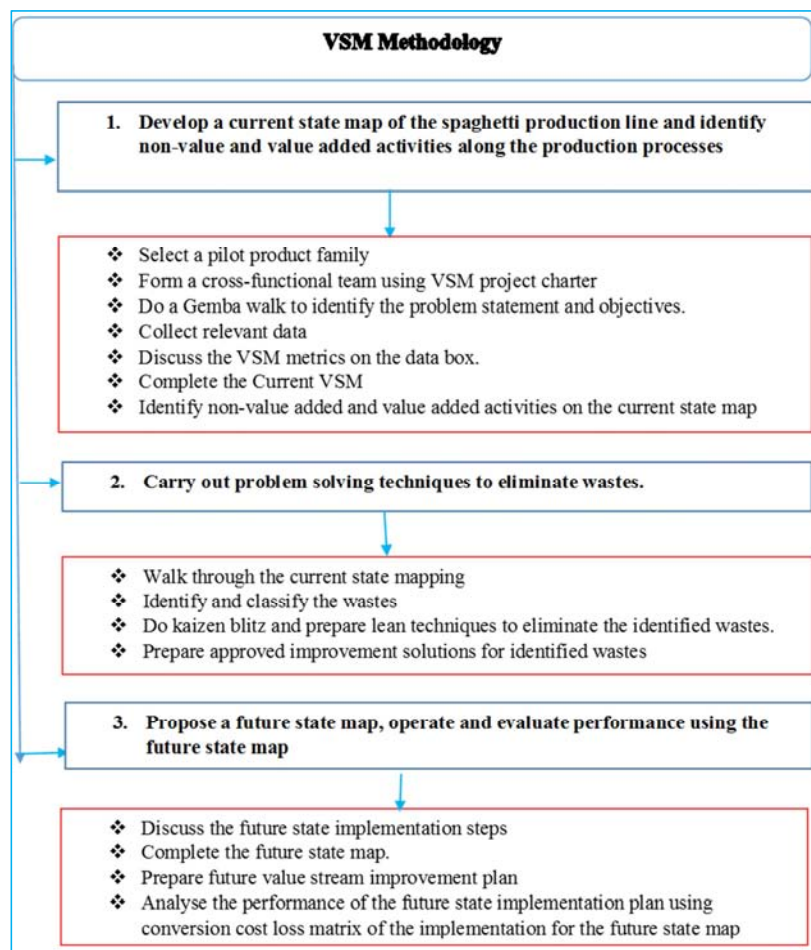 VSM Methodology
1. Develop a current state map of the spaghetti production line and identify
non-value and value added activities along the production processes
❖ Select a pilot product family
❖ Form a cross-functional team using VSM project charter
❖ Do a Gemba walk to identify the problem statement and objectives.
❖ Collect relevant data
❖ Discuss the VSM metrics on the data box.
❖ Complete the Current VSM
❖ Identify non-value added and value added activities on the current state map
2. Carry out problem solving techniques to eliminate wastes.
❖ Walk through the current state mapping
❖ Identify and classify the wastes
❖ Do kaizen blitz and prepare lean techniques to eliminate the identified wastes.
❖ Prepare approved improvement solutions for identified wastes
3. Propose a future state map, operate and evaluate performance using the
future state map
❖ Discuss the future state implementation steps
❖ Complete the future state map.
❖ Prepare future value stream improvement plan
❖ Analyse the performance of the future state implementation plan using
conversion cost loss matrix of the implementation for the future state map